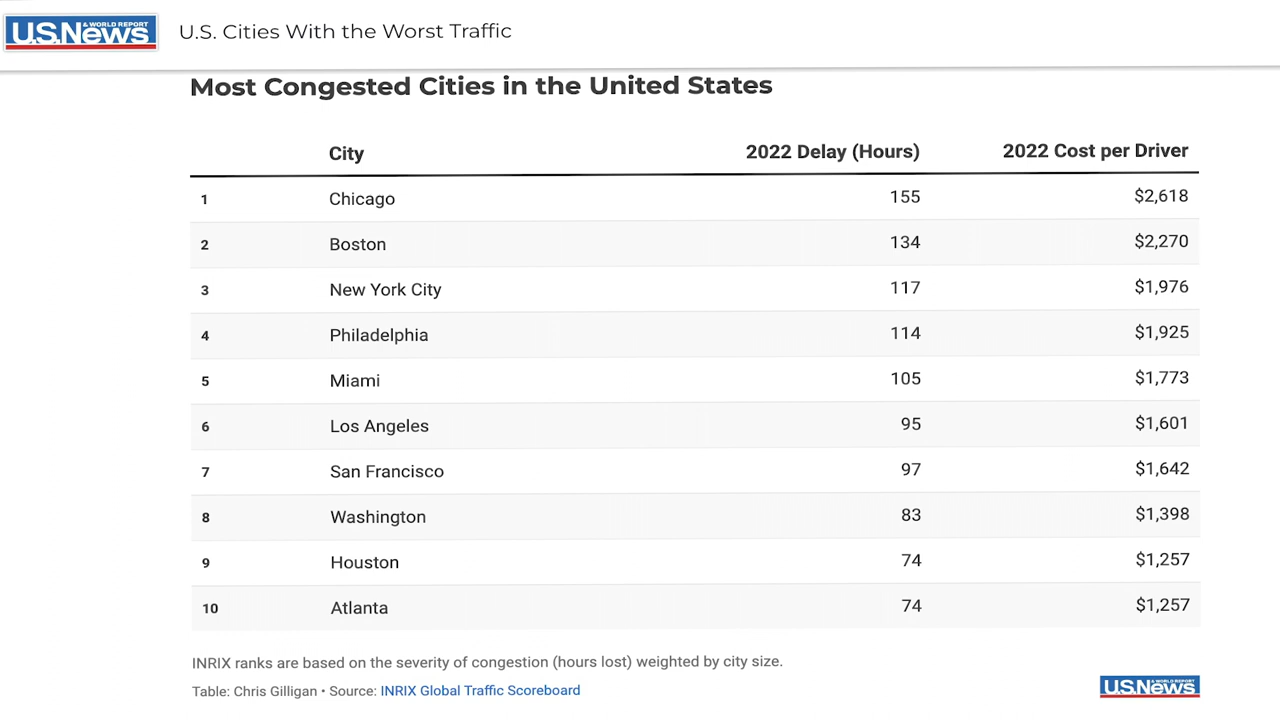 U.S.News & WORLD REPORT
U.S. Cities With the Worst Traffic
Most Congested Cities in the United States
City 2022 Delay (Hours) 2022 Cost per Driver
1 Chicago 155 $2,618
2 Boston 134 $2,270
3 New York City 117 $1,976
4 Philadelphia 114 $1,925
5 Miami 105 $1,773
6 Los Angeles 95 $1,601
7 San Francisco 97 $1,642
8 Washington 83 $1,398
9 Houston 74 $1,257
10 Atlanta 74 $1,257
INRIX ranks are based on the severity of congestion (hours lost) weighted by city size.
Table: Chris Gilligan • Source: INRIX Global Traffic Scoreboard
U.S.News & WORLD REPORT